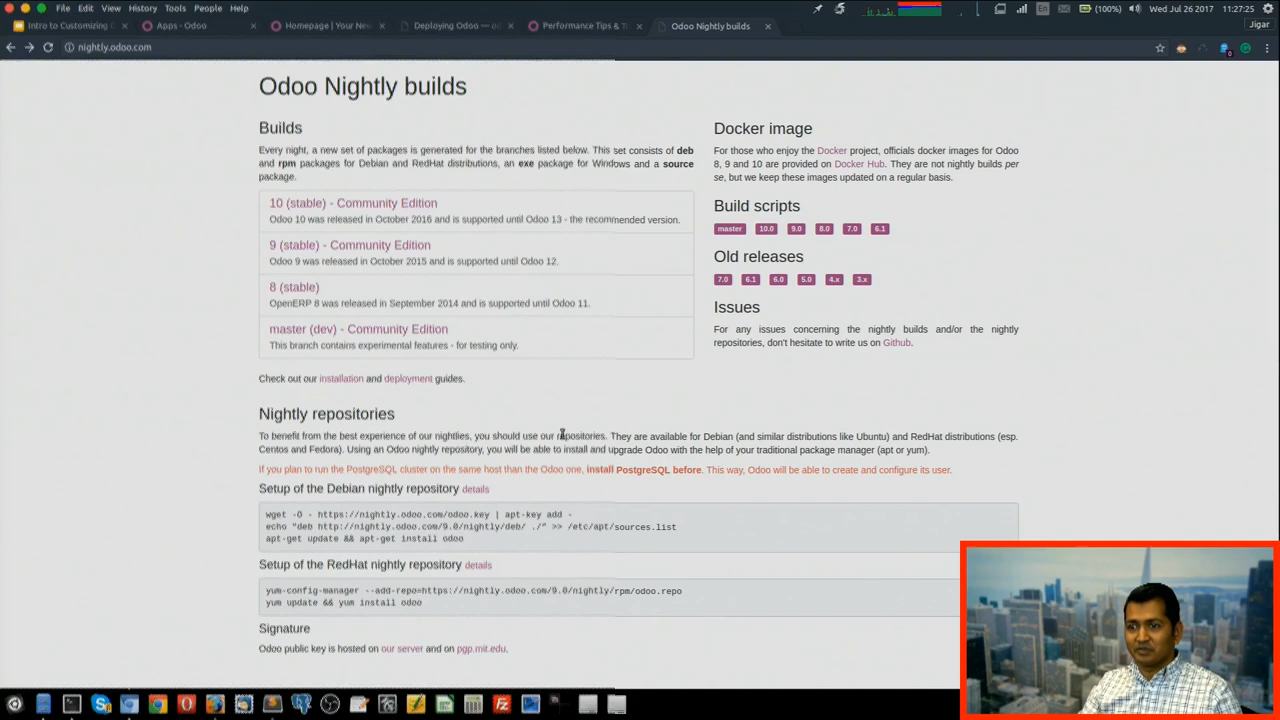 File Edit View History Tools People Help
(100%) Wed Jul 26 2017 11:27:25
Intro to Customizing Apps - Odoo Homepage | Your Ne Deploying Odoo — Performance Tips & T Odoo Nightly builds Jigar
nightly.odoo.com
Odoo Nightly builds
Builds
Every night, a new set of packages is generated for the branches listed below. This set consists of deb
and rpm packages for Debian and RedHat distributions, an exe package for Windows and a source
package.
10 (stable) - Community Edition
Odoo 10 was released in October 2016 and is supported until Odoo 13 - the recommended version.
9 (stable) - Community Edition
Odoo 9 was released in October 2015 and is supported until Odoo 12.
8 (stable)
OpenERP 8 was released in September 2014 and is supported until Odoo 11.
master (dev) - Community Edition
This branch contains experimental features - for testing only.
Check out our installation and deployment guides.
Docker image
For those who enjoy the Docker project, officials docker images for Odoo
8, 9 and 10 are provided on Docker Hub. They are not nightly builds per
se, but we keep these images updated on a regular basis.
Build scripts
master 10.0 9.0 8.0 7.0 6.1
Old releases
7.0 6.1 6.0 5.0 4.x 3.x
Issues
For any issues concerning the nightly builds and/or the nightly
repositories, don't hesitate to write us on Github.
Nightly repositories
To benefit from the best experience of our nightlies, you should use our repositories. They are available for Debian (and similar distributions like Ubuntu) and RedHat distributions (esp.
Centos and Fedora). Using an Odoo nightly repository, you will be able to install and upgrade Odoo with the help of your traditional package manager (apt or yum).
If you plan to run the PostgreSQL cluster on the same host than the Odoo one, install PostgreSQL before. This way, Odoo will be able to create and configure its user.
Setup of the Debian nightly repository details
wget -O - https://nightly.odoo.com/odoo.key | apt-key add -
echo "deb http://nightly.odoo.com/9.0/nightly/deb/ ./" >> /etc/apt/sources.list
apt-get update && apt-get install odoo
Setup of the RedHat nightly repository details
yum-config-manager --add-repo=https://nightly.odoo.com/9.0/nightly/rpm/odoo.repo
yum update && yum install odoo
Signature
Odoo public key is hosted on our server and on pgp.mit.edu.